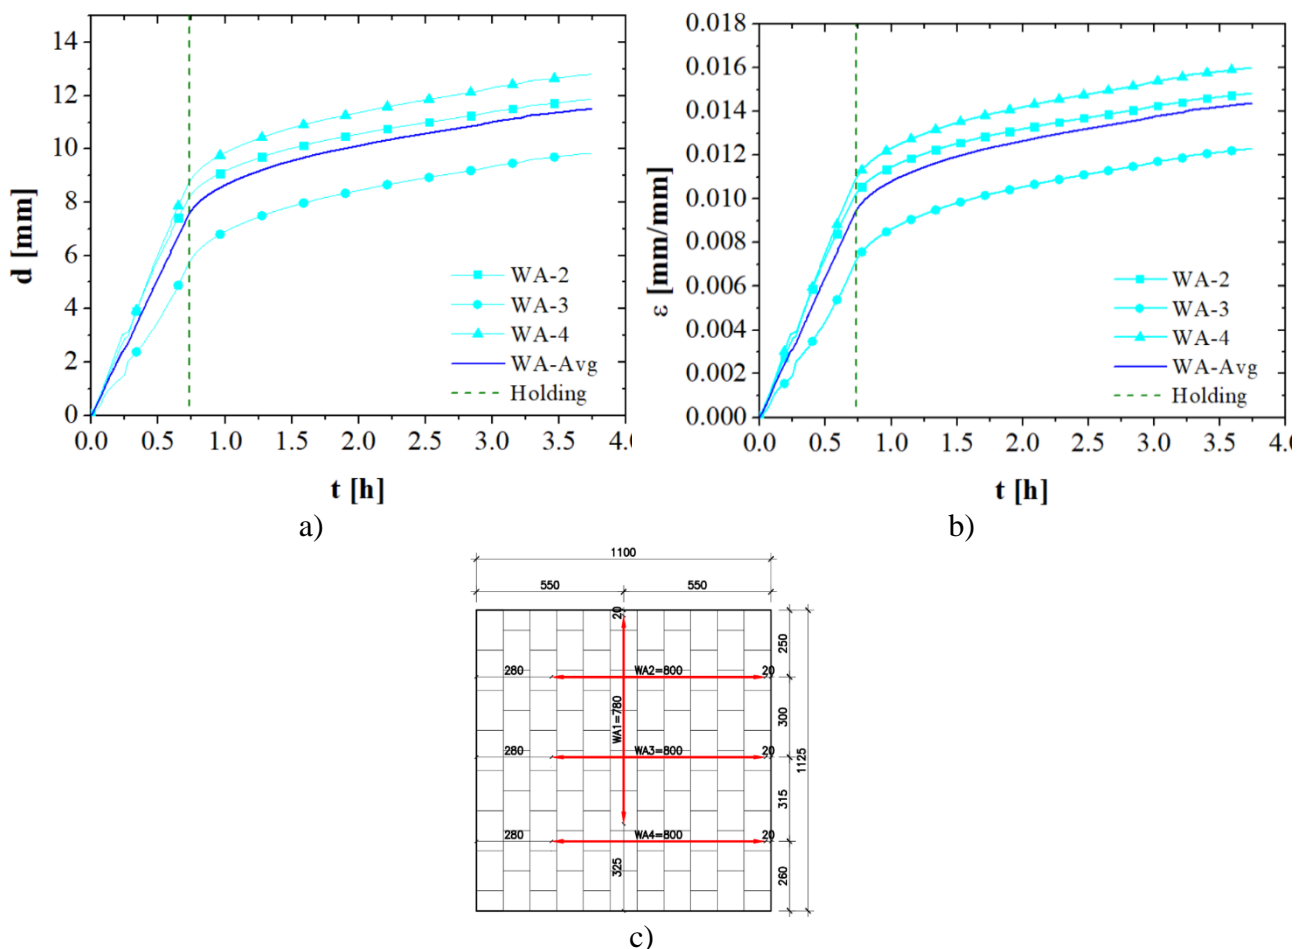 14
12
10
8
6
4
2
0
d [mm]
WA-2
WA-3
WA-4
WA-Avg
Holding
0.0 0.5 1.0 1.5 2.0 2.5 3.0 3.5 4.
t [h]
a)
0.018
0.016
0.014
0.012
0.010
0.008
0.006
0.004
0.002
0.000
ε [mm/mm]
WA-2
WA-3
WA-4
WA-Avg
Holding
0.0 0.5 1.0 1.5 2.0 2.5 3.0 3.5 4.0
t [h]
b)
1100
550 550
20
250
280 WA2=800 20
WA1=780
300
280 WA3=800 20
1125
315
280 WA4=800 20
325
260
c)